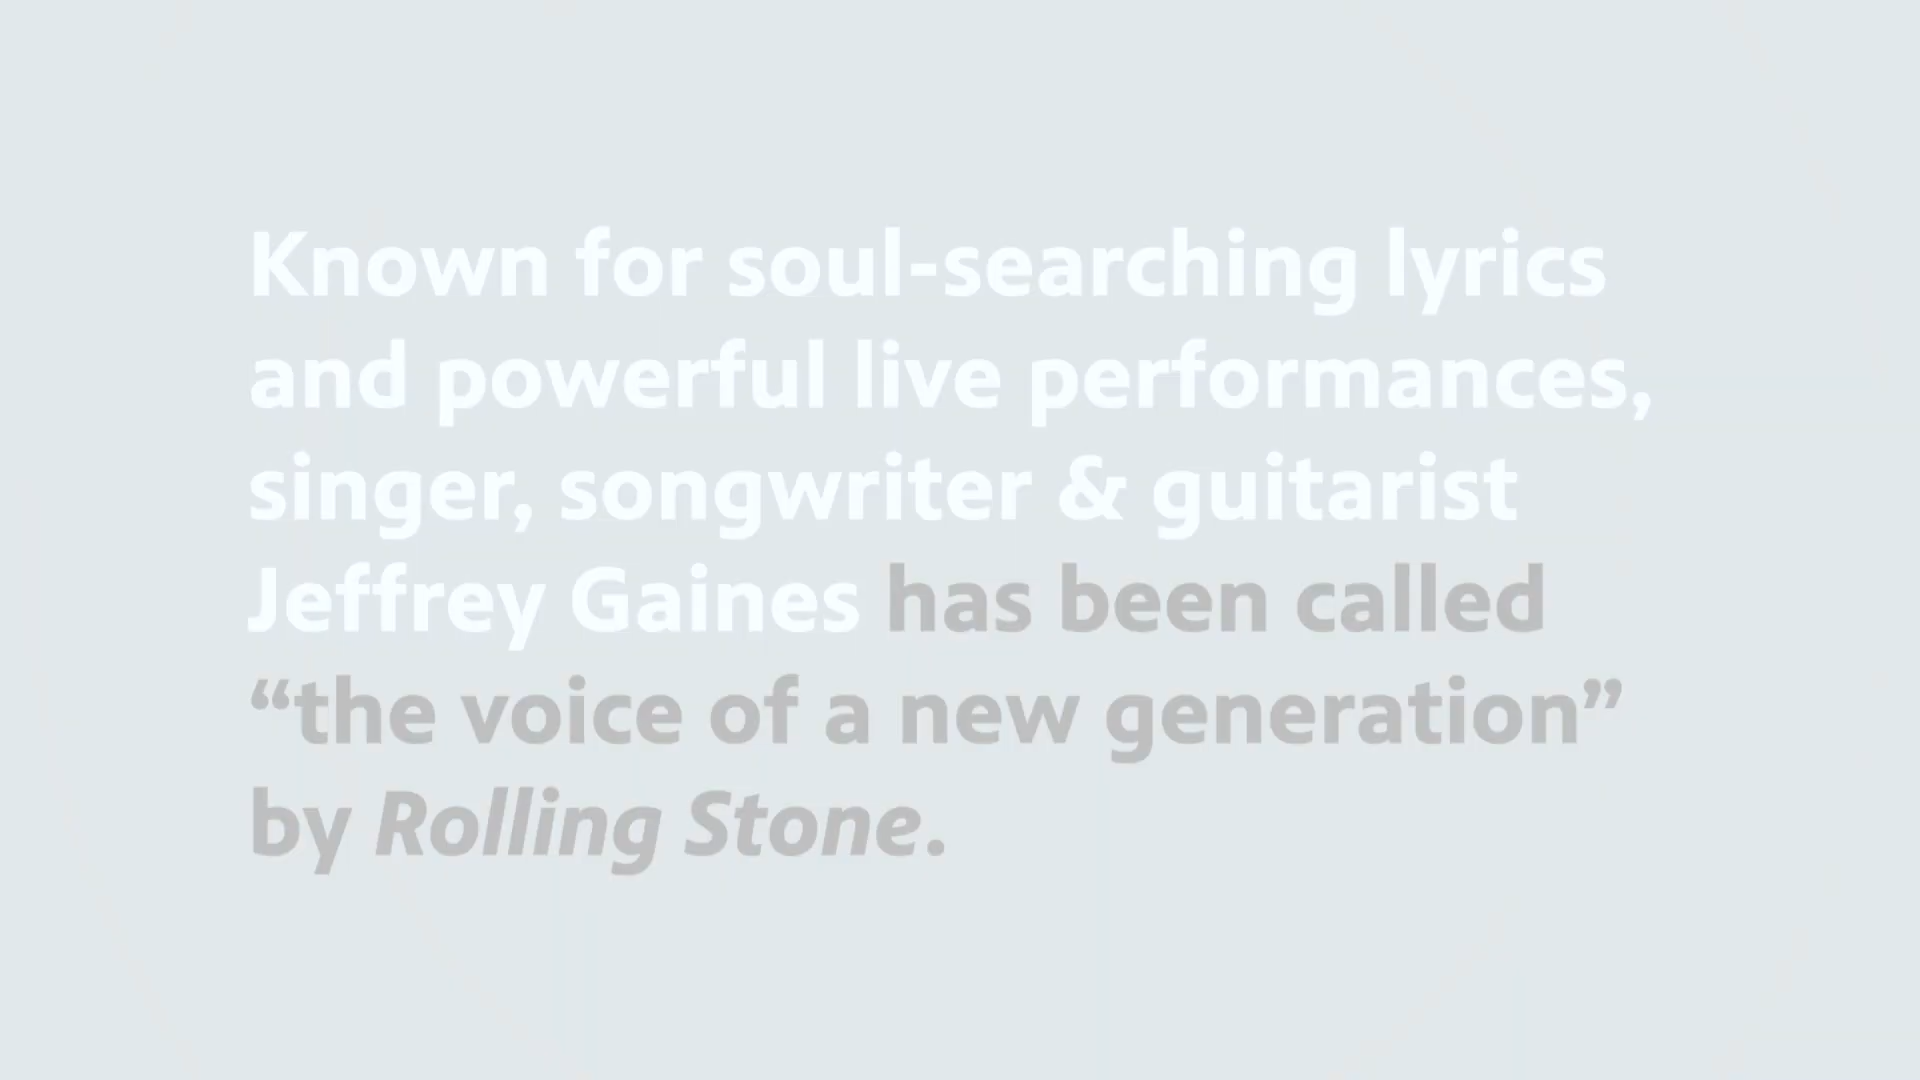 Known for soul-searching lyrics
and powerful live performances,
singer, songwriter & guitarist
Jeffrey Gaines has been called
“the voice of a new generation”
by Rolling Stone.